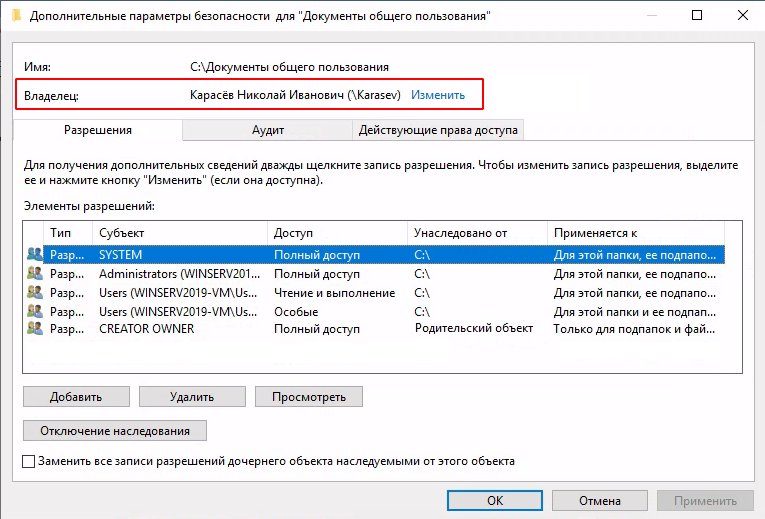 Дополнительные параметры безопасности для "Документы общего пользования"
Имя: C:\Документы общего пользования
Владелец: Карасёв Николай Иванович (\Karasev) Изменить
Разрешения Аудит Действующие права доступа
Для получения дополнительных сведений дважды щелкните запись разрешения. Чтобы изменить запись разрешения, выделите
ее и нажмите кнопку "Изменить" (если она доступна).
Элементы разрешений:
Тип Субъект Доступ Унаследовано от Применяется к
Разр... SYSTEM Полный доступ C:\ Для этой папки, ее подпапо...
Разр... Administrators (WINSERV201... Полный доступ C:\ Для этой папки, ее подпапо...
Разр... Users (WINSERV2019-VM\Us... Чтение и выполнение C:\ Для этой папки, ее подпапо...
Разр... Users (WINSERV2019-VM\Us... Особые C:\ Для этой папки и ее подпапо...
Разр... CREATOR OWNER Полный доступ Родительский объект Только для подпапок и фай...
Добавить Удалить Просмотреть
Отключение наследования
Заменить все записи разрешений дочернего объекта наследуемыми от этого объекта
ОК Отмена Применить